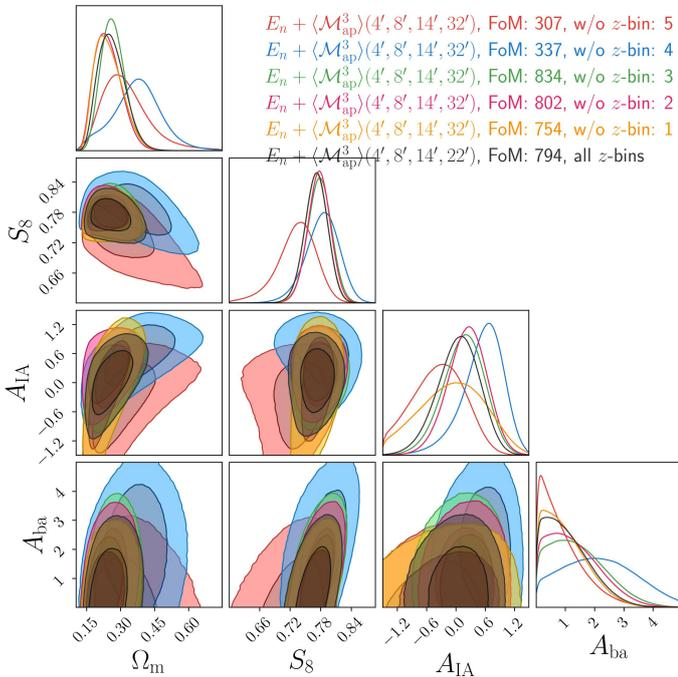 E_n + ⟨M_ap^3⟩(4′, 8′, 14′, 32′), FoM: 307, w/o z-bin: 5
E_n + ⟨M_ap^3⟩(4′, 8′, 14′, 32′), FoM: 337, w/o z-bin: 4
E_n + ⟨M_ap^3⟩(4′, 8′, 14′, 32′), FoM: 834, w/o z-bin: 3
E_n + ⟨M_ap^3⟩(4′, 8′, 14′, 32′), FoM: 802, w/o z-bin: 2
E_n + ⟨M_ap^3⟩(4′, 8′, 14′, 32′), FoM: 754, w/o z-bin: 1
E_n + ⟨M_ap^3⟩(4′, 8′, 14′, 22′), FoM: 794, all z-bins
S_8
0.84
0.78
0.72
0.66
A_IA
1.2
0.6
0.0
−0.6
−1.2
A_ba
4
3
2
1
0.15 0.30 0.45 0.60
0.66 0.72 0.78 0.84
−1.2 −0.6 0.0 0.6 1.2
1 2 3 4
Ω_m
S_8
A_IA
A_ba